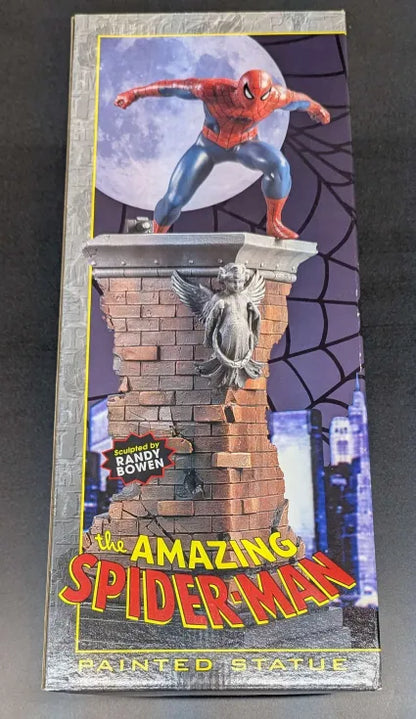 Sculpted by
RANDY
BOWEN
the AMAZING
SPIDER-MAN
PAINTED STATUE